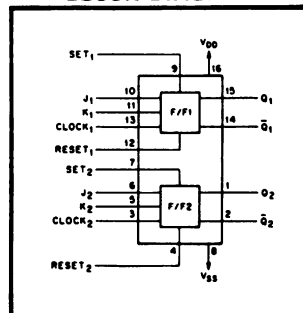 SET1
VDD
9
16
J1
10
15
Q1
K1
11
F/F1
CLOCK1
13
14
Q̅1
12
RESET1
SET2
7
J2
6
1
Q2
K2
5
F/F2
CLOCK2
3
2
Q̅2
4
8
RESET2
VSS